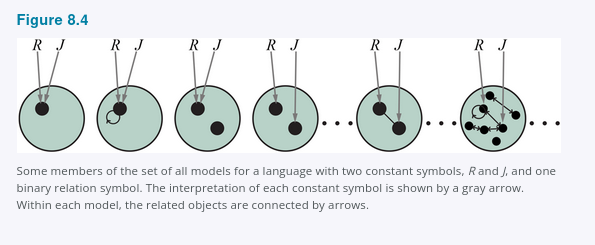 Figure 8.4
R J R J R J R J R J R J
Some members of the set of all models for a language with two constant symbols, R and J, and one
binary relation symbol. The interpretation of each constant symbol is shown by a gray arrow.
Within each model, the related objects are connected by arrows.